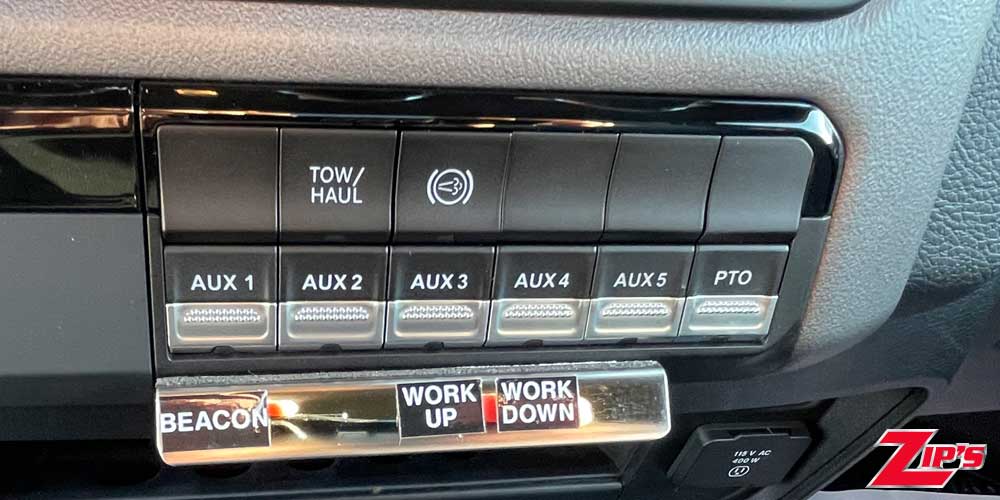 TOW/
HAUL
AUX 1 AUX 2 AUX 3 AUX 4 AUX 5 PTO
BEACON
WORK
UP
WORK
DOWN
115 V AC
400 W
ZIP'S